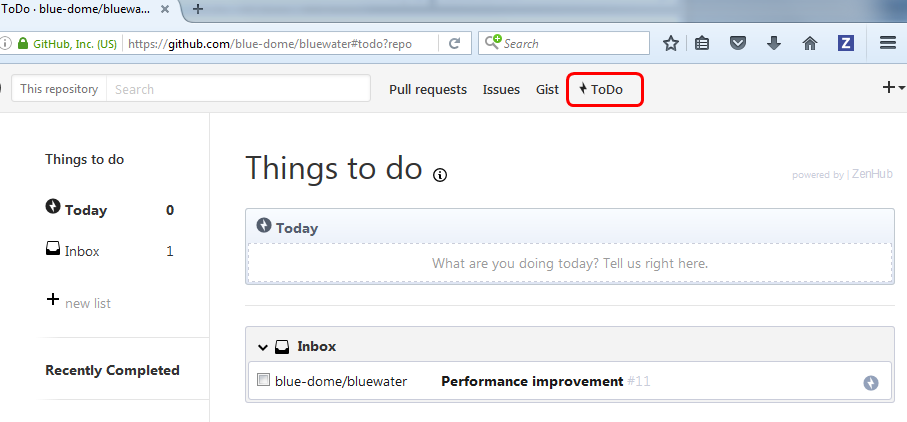 ToDo · blue-dome/bluewa...
GitHub, Inc. (US) https://github.com/blue-dome/bluewater#todo?repo Search Z
This repository Search Pull requests Issues Gist ToDo
Things to do
Today 0
Inbox 1
new list
Recently Completed
Things to do
powered by | ZenHub
Today
What are you doing today? Tell us right here.
Inbox
blue-dome/bluewater Performance improvement #11